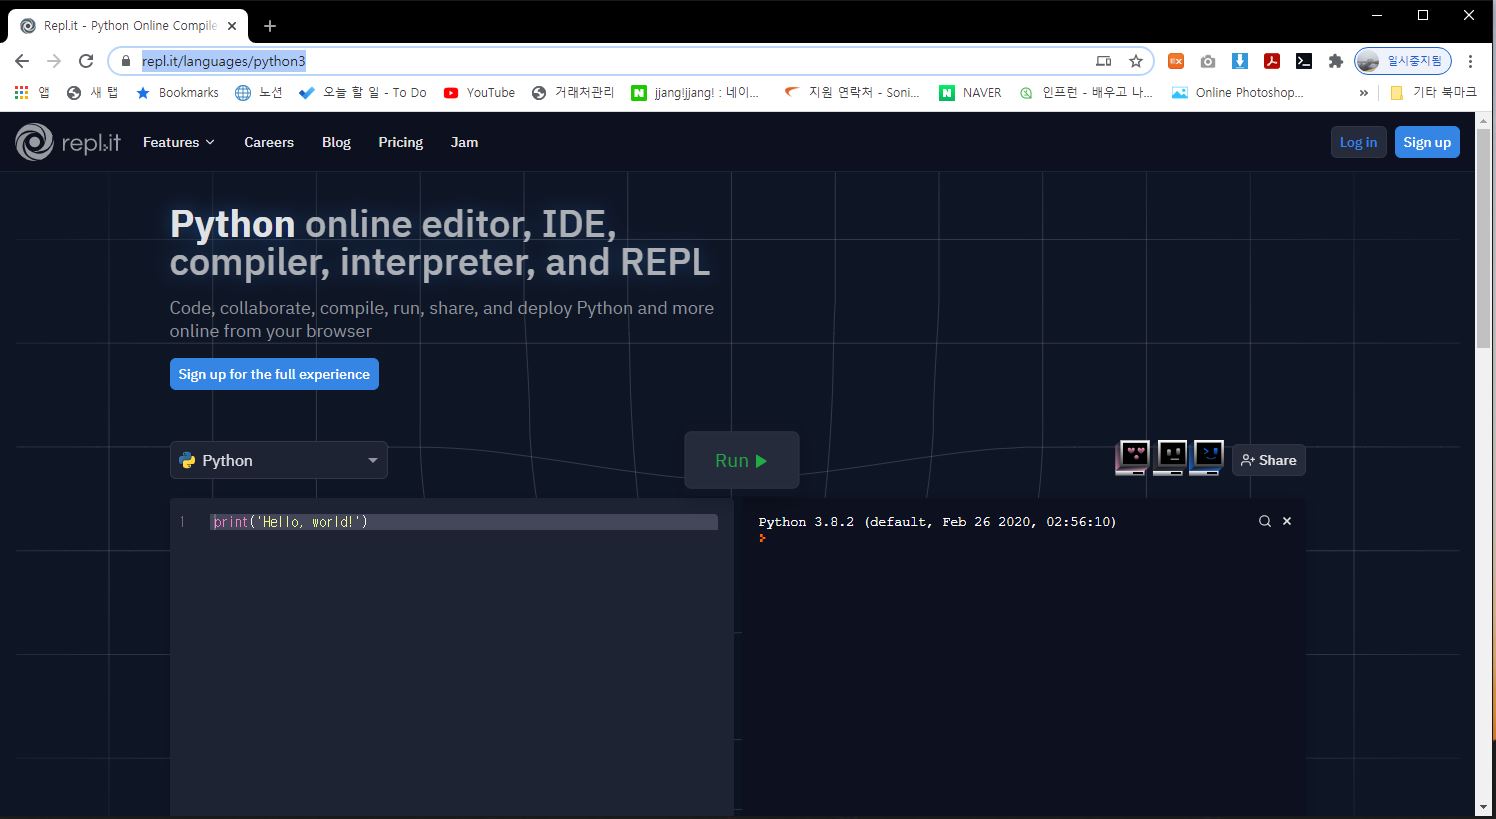 Repl.it - Python Online Compile
repl.it/languages/python3
일시중지됨
앱 새 탭 Bookmarks 노션 오늘 할 일 - To Do YouTube 거래처관리 jjang!jjang! : 네이... 지원 연락처 - Soni... NAVER 인프런 - 배우고 나... Online Photoshop... » 기타 북마크
repl.it Features Careers Blog Pricing Jam Log in Sign up
Python online editor, IDE,
compiler, interpreter, and REPL
Code, collaborate, compile, run, share, and deploy Python and more
online from your browser
Sign up for the full experience
Python Run Share
1 print('Hello, world!')
Python 3.8.2 (default, Feb 26 2020, 02:56:10)